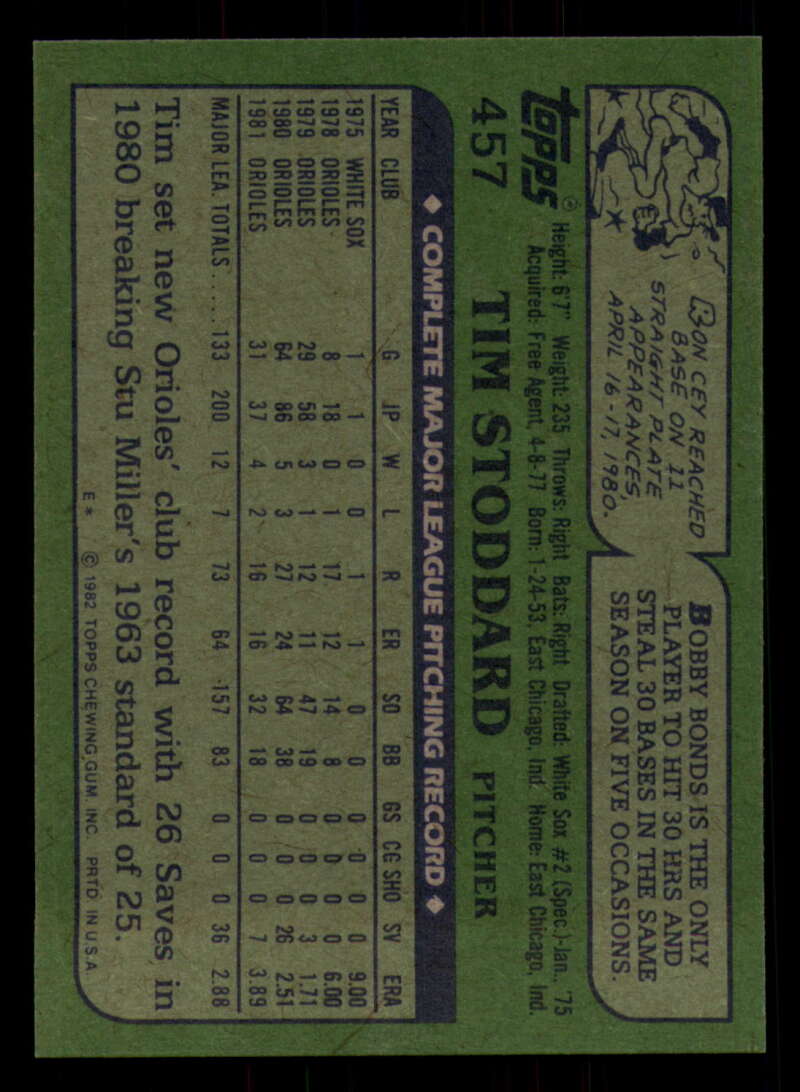 RON CEY REACHED
BASE ON 11
STRAIGHT PLATE
APPEARANCES,
APRIL 16-17, 1980.
BOBBY BONDS IS THE ONLY
PLAYER TO HIT 30 HRS AND
STEAL 30 BASES IN THE SAME
SEASON ON FIVE OCCASIONS.
TOPPS®
457 TIM STODDARD PITCHER
Height: 6'7" Weight: 235 Throws: Right Bats: Right Drafted: White Sox #2 (Spec.)-Jan., '75
Acquired: Free Agent, 4-8-77 Born: 1-24-53, East Chicago, Ind. Home: East Chicago, Ind.
◆ COMPLETE MAJOR LEAGUE PITCHING RECORD ◆
YEAR CLUB G IP W L R ER SO BB GS CG SHO SV ERA
1975 WHITE SOX 1 1 0 0 1 1 0 0 0 0 0 0 9.00
1978 ORIOLES 8 18 0 1 17 12 14 8 0 0 0 0 6.00
1979 ORIOLES 29 58 3 1 12 11 47 19 0 0 0 3 1.71
1980 ORIOLES 64 86 5 3 27 24 64 38 0 0 0 26 2.51
1981 ORIOLES 31 37 4 2 16 16 32 18 0 0 0 7 3.89
MAJOR LEA. TOTALS ..... 133 200 12 7 73 64 157 83 0 0 0 36 2.88
Tim set new Orioles' club record with 26 Saves in
1980 breaking Stu Miller's 1963 standard of 25.
E* © 1982 TOPPS CHEWING GUM, INC. PRTD. IN U.S.A.